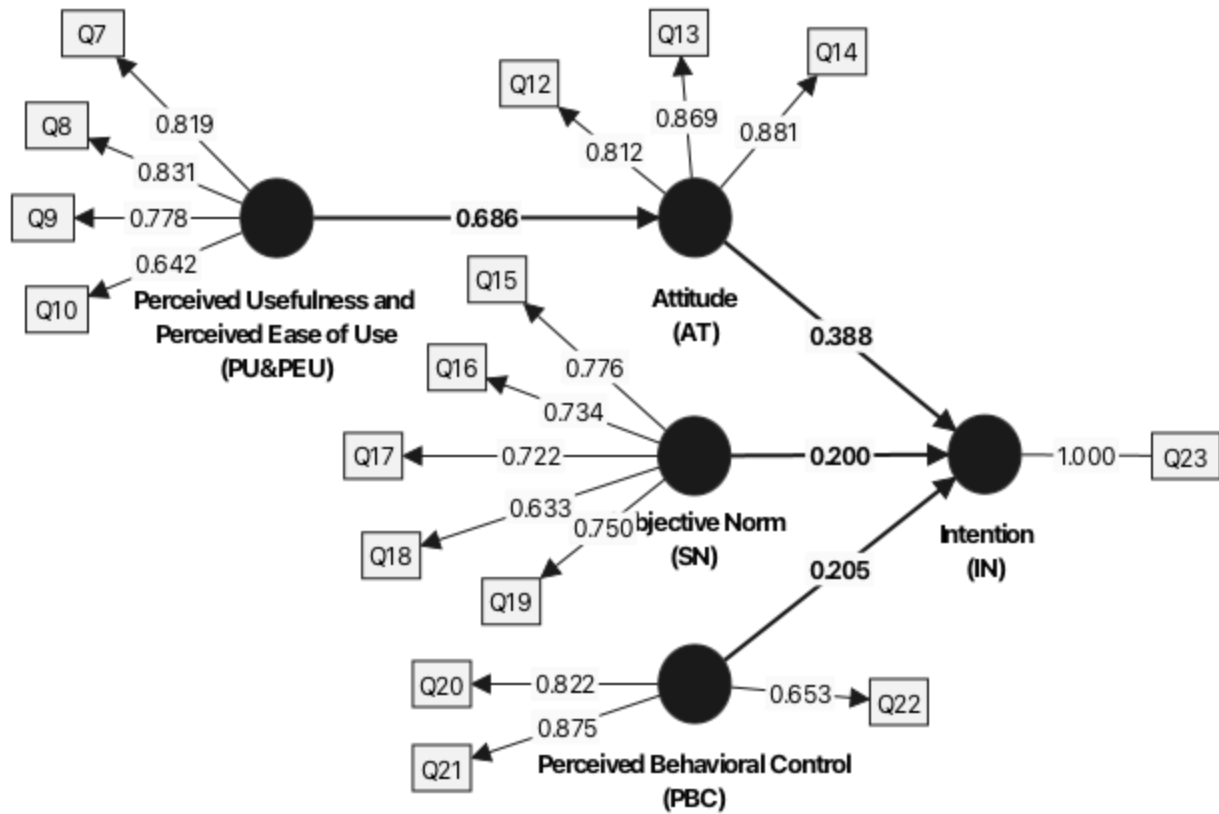 Q7
Q13
Q14
Q12
Q8
0.819
0.869
0.881
0.812
0.831
Q9
0.778
0.686
0.642
Q10
Perceived Usefulness and
Perceived Ease of Use
(PU&PEU)
Q15
Attitude
(AT)
0.388
Q16
0.776
0.734
Q17
0.722
0.200
1.000
Q23
0.633
0.750
bjective Norm
(SN)
Q18
Q19
Intention
(IN)
0.205
Q20
0.822
0.653
Q22
0.875
Q21
Perceived Behavioral Control
(PBC)